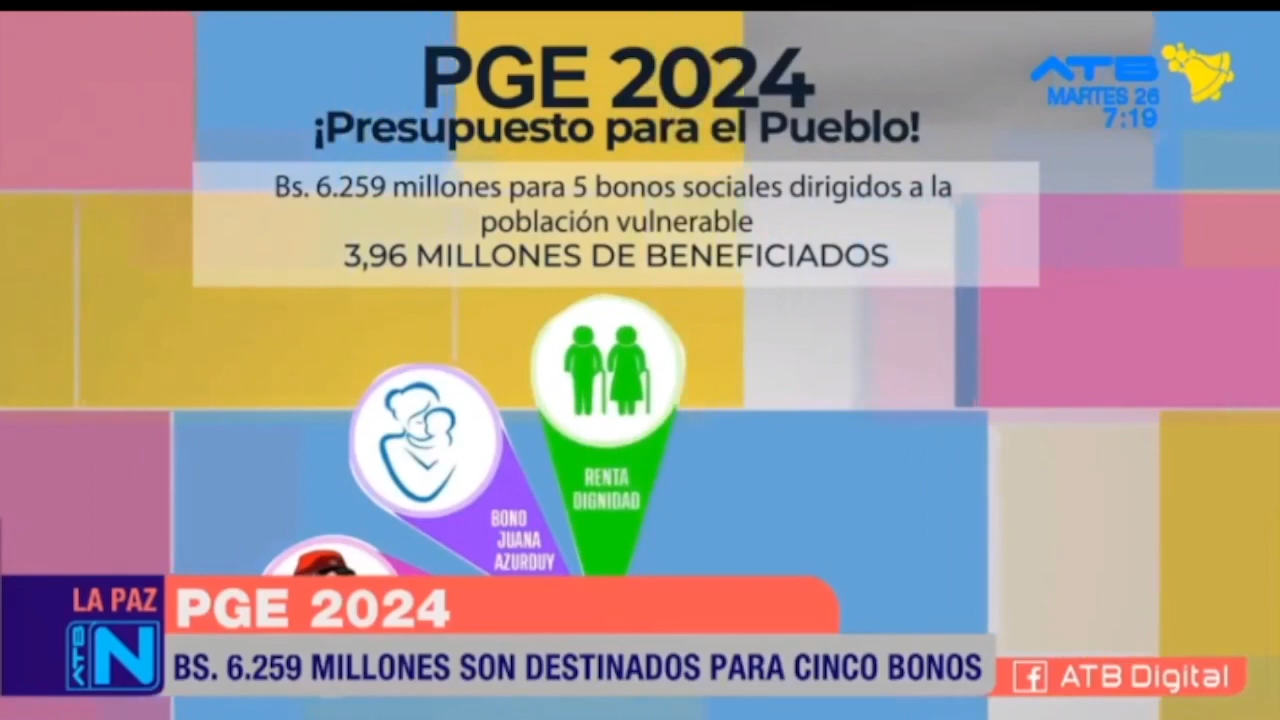 PGE 2024
¡Presupuesto para el Pueblo!
ATB
MARTES 26
7:19
Bs. 6.259 millones para 5 bonos sociales dirigidos a la
población vulnerable
3,96 MILLONES DE BENEFICIADOS
RENTA
DIGNIDAD
BONO
JUANA
AZURDUY
LA PAZ
PGE 2024
ATB N
BS. 6.259 MILLONES SON DESTINADOS PARA CINCO BONOS
f ATB Digital